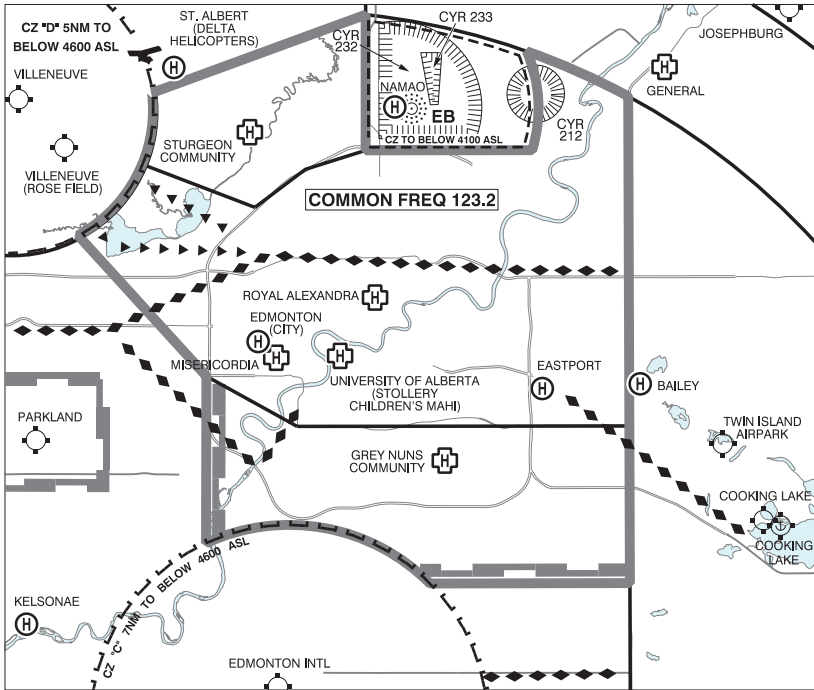 CZ "D" 5NM TO
BELOW 4600 ASL
ST. ALBERT
(DELTA
HELICOPTERS)
H
CYR
232
CYR 233
JOSEPHBURG
VILLENEUVE
H
GENERAL
NAMAO
H
EB
CYR
212
CZ TO BELOW 4100 ASL
H
STURGEON
COMMUNITY
VILLENEUVE
(ROSE FIELD)
COMMON FREQ 123.2
ROYAL ALEXANDRA
H
EDMONTON
(CITY)
H
MISERICORDIA
H
H
UNIVERSITY OF ALBERTA
(STOLLERY
CHILDREN'S MAHI)
EASTPORT
H
H
BAILEY
PARKLAND
TWIN ISLAND
AIRPARK
GREY NUNS
COMMUNITY
H
COOKING LAKE
COOKING
LAKE
KELSONAE
H
CZ "C" 7NM TO BELOW 4600 ASL
EDMONTON INTL